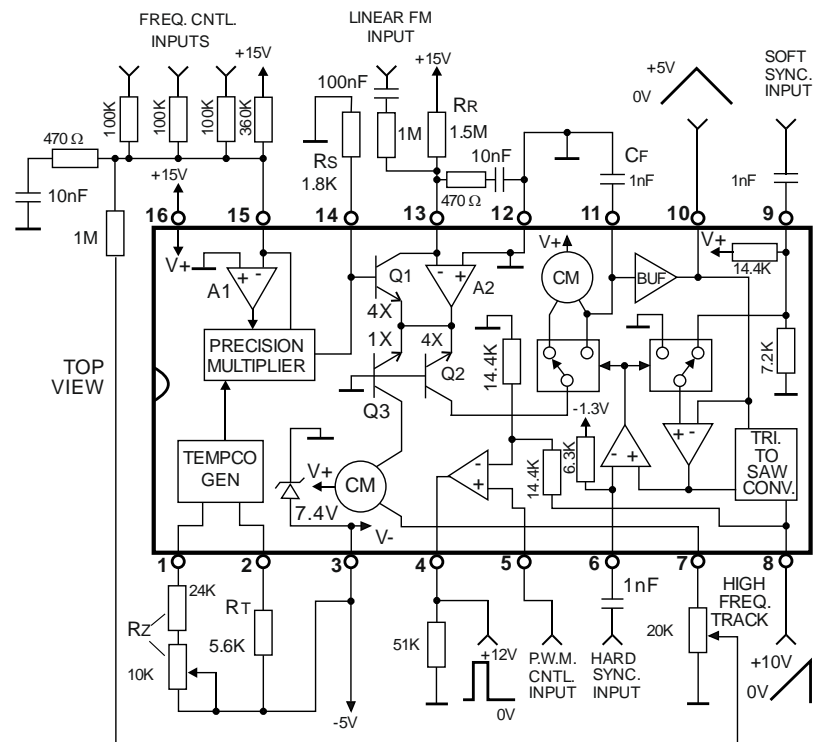 FREQ. CNTL.
INPUTS
LINEAR FM
INPUT
SOFT
SYNC.
INPUT
+15V
+15V
+5V
0V
100K
100K
100K
360K
100nF
1M
RR
1.5M
470 Ω
10nF
1M
+15V
RS
1.8K
10nF
470Ω
CF
1nF
1nF
16
15
14
13
12
11
10
9
V+
A1
Q1
4X
A2
V+
CM
BUF
V+
14.4K
TOP
VIEW
PRECISION
MULTIPLIER
1X
4X
Q2
Q3
14.4K
7.2K
TEMPCO
GEN
V+
7.4V
CM
V-
14.4K
-1.3V
6.3K
TRI.
TO
SAW
CONV.
1
2
3
4
5
6
7
8
RZ
24K
10K
RT
5.6K
-5V
51K
+12V
0V
P.W.M.
CNTL.
INPUT
1nF
HARD
SYNC.
INPUT
20K
HIGH
FREQ.
TRACK
+10V
0V